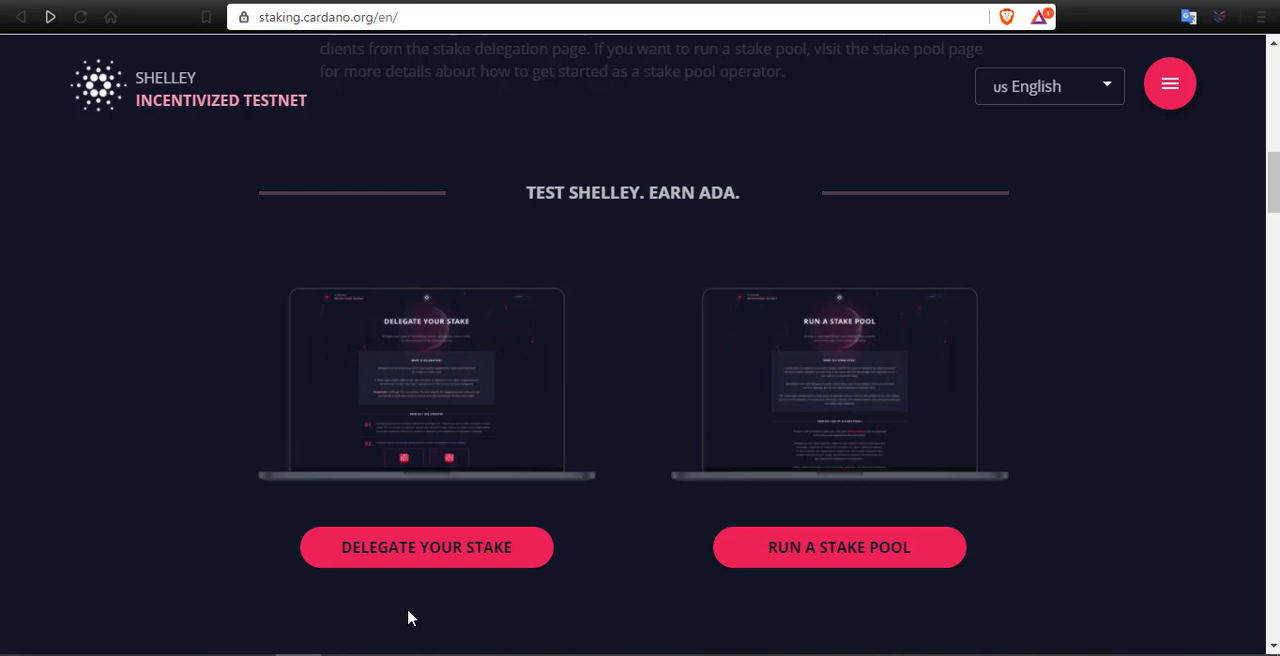 staking.cardano.org/en/
1
clients from the stake delegation page. If you want to run a stake pool, visit the stake pool page
for more details about how to get started as a stake pool operator.
SHELLEY
INCENTIVIZED TESTNET
us English
TEST SHELLEY. EARN ADA.
DELEGATE YOUR STAKE
RUN A STAKE POOL
DELEGATE YOUR STAKE
RUN A STAKE POOL